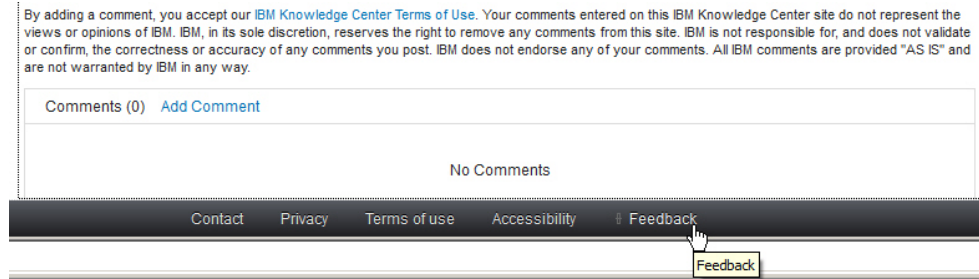 By adding a comment, you accept our IBM Knowledge Center Terms of Use. Your comments entered on this IBM Knowledge Center site do not represent the
views or opinions of IBM. IBM, in its sole discretion, reserves the right to remove any comments from this site. IBM is not responsible for, and does not validate
or confirm, the correctness or accuracy of any comments you post. IBM does not endorse any of your comments. All IBM comments are provided "AS IS" and
are not warranted by IBM in any way.
Comments (0) Add Comment
No Comments
Contact Privacy Terms of use Accessibility Feedback
Feedback